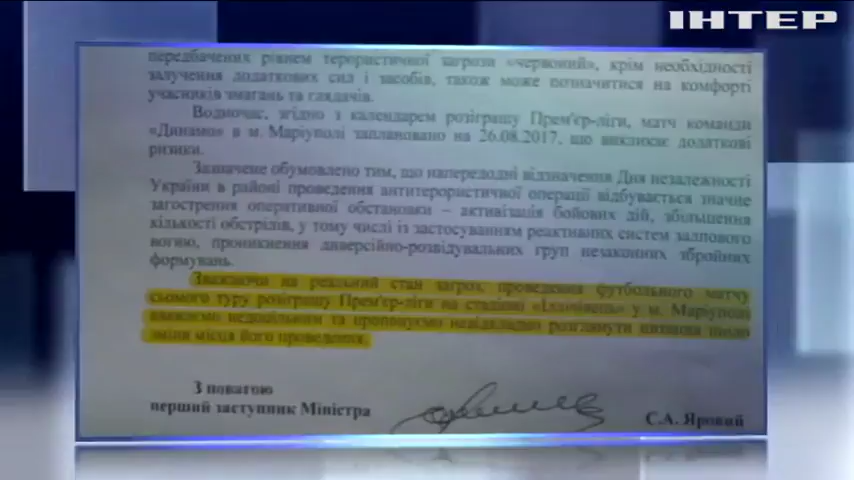 ІНТЕР
передбачених рівнем терористичної загрози «червоний», крім необхідності
залучення додаткових сил і засобів, також може позначитися на комфорті
учасників змагань та глядачів.
Водночас, згідно з календарем розіграшу Прем'єр-ліги, матч команди
«Динамо» в м. Маріуполі заплановано на 26.08.2017, що викликає додаткові
ризики.
Зазначене обумовлено тим, що напередодні відзначення Дня незалежності
України в районі проведення антитерористичної операції відбувається значне
загострення оперативної обстановки – активізація бойових дій, збільшення
кількості обстрілів, у тому числі із застосуванням реактивних систем залпового
вогню, проникнення диверсійно-розвідувальних груп незаконних збройних
формувань.
Зважаючи на реальний стан загроз, проведення футбольного матчу
сьомого туру розіграшу Прем'єр-ліги на стадіоні «Іллічівець» у м. Маріуполі
вважаємо недоцільним та пропонуємо невідкладно розглянути питання щодо
зміни місця його проведення.
З повагою
перший заступник Міністра
С.А. Яровий